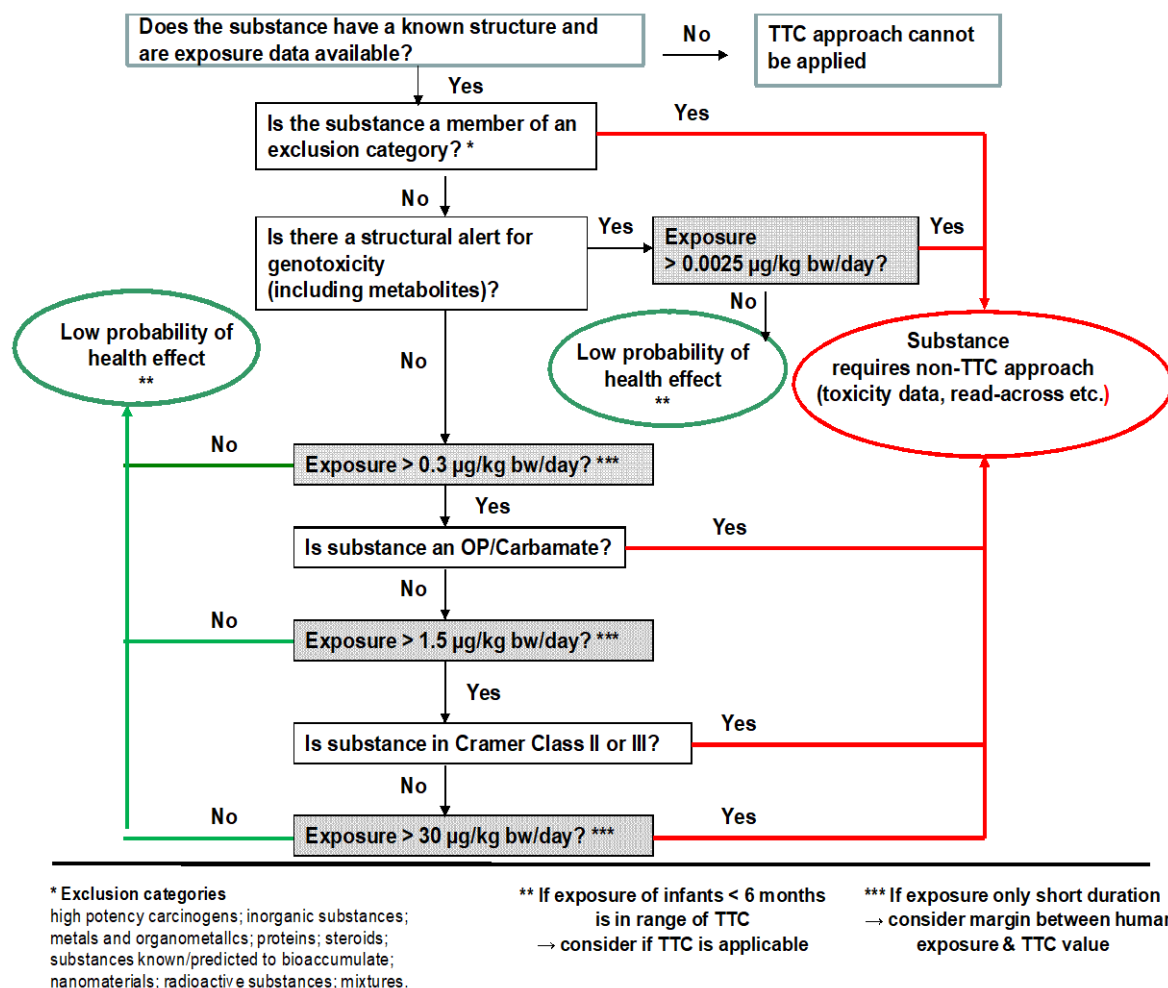 Does the substance have a known structure and
are exposure data available?
No
TTC approach cannot
be applied
Yes
Is the substance a member of an
exclusion category? *
Yes
No
Is there a structural alert for
genotoxicity
(including metabolites)?
Yes
Exposure
> 0.0025 µg/kg bw/day?
Yes
No
Low probability of
health effect
**
No
Low probability of
health effect
**
Substance
requires non-TTC approach
(toxicity data, read-across etc.)
No
Exposure > 0.3 µg/kg bw/day? ***
Yes
Is substance an OP/Carbamate?
Yes
No
No
Exposure > 1.5 µg/kg bw/day? ***
Yes
Is substance in Cramer Class II or III?
Yes
No
No
Exposure > 30 µg/kg bw/day? ***
Yes
* Exclusion categories
high potency carcinogens; inorganic substances;
metals and organometallcs; proteins; steroids;
substances known/predicted to bioaccumulate;
nanomaterials; radioactive substances; mixtures.
** If exposure of infants < 6 months
is in range of TTC
→ consider if TTC is applicable
*** If exposure only short duration
→ consider margin between human
exposure & TTC value